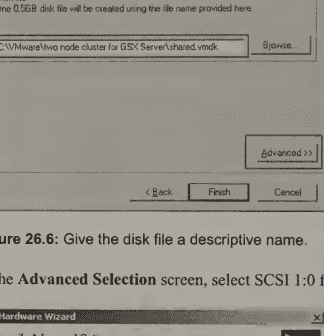 One 0.5GB disk file will be created using the file name provided here.
C:\VMware\two node cluster for GSX Server\shared.vmdk
Browse...
Advanced >>
< Back
Finish
Cancel
ure 26.6: Give the disk file a descriptive name.
he Advanced Selection screen, select SCSI 1:0 f
Hardware Wizard